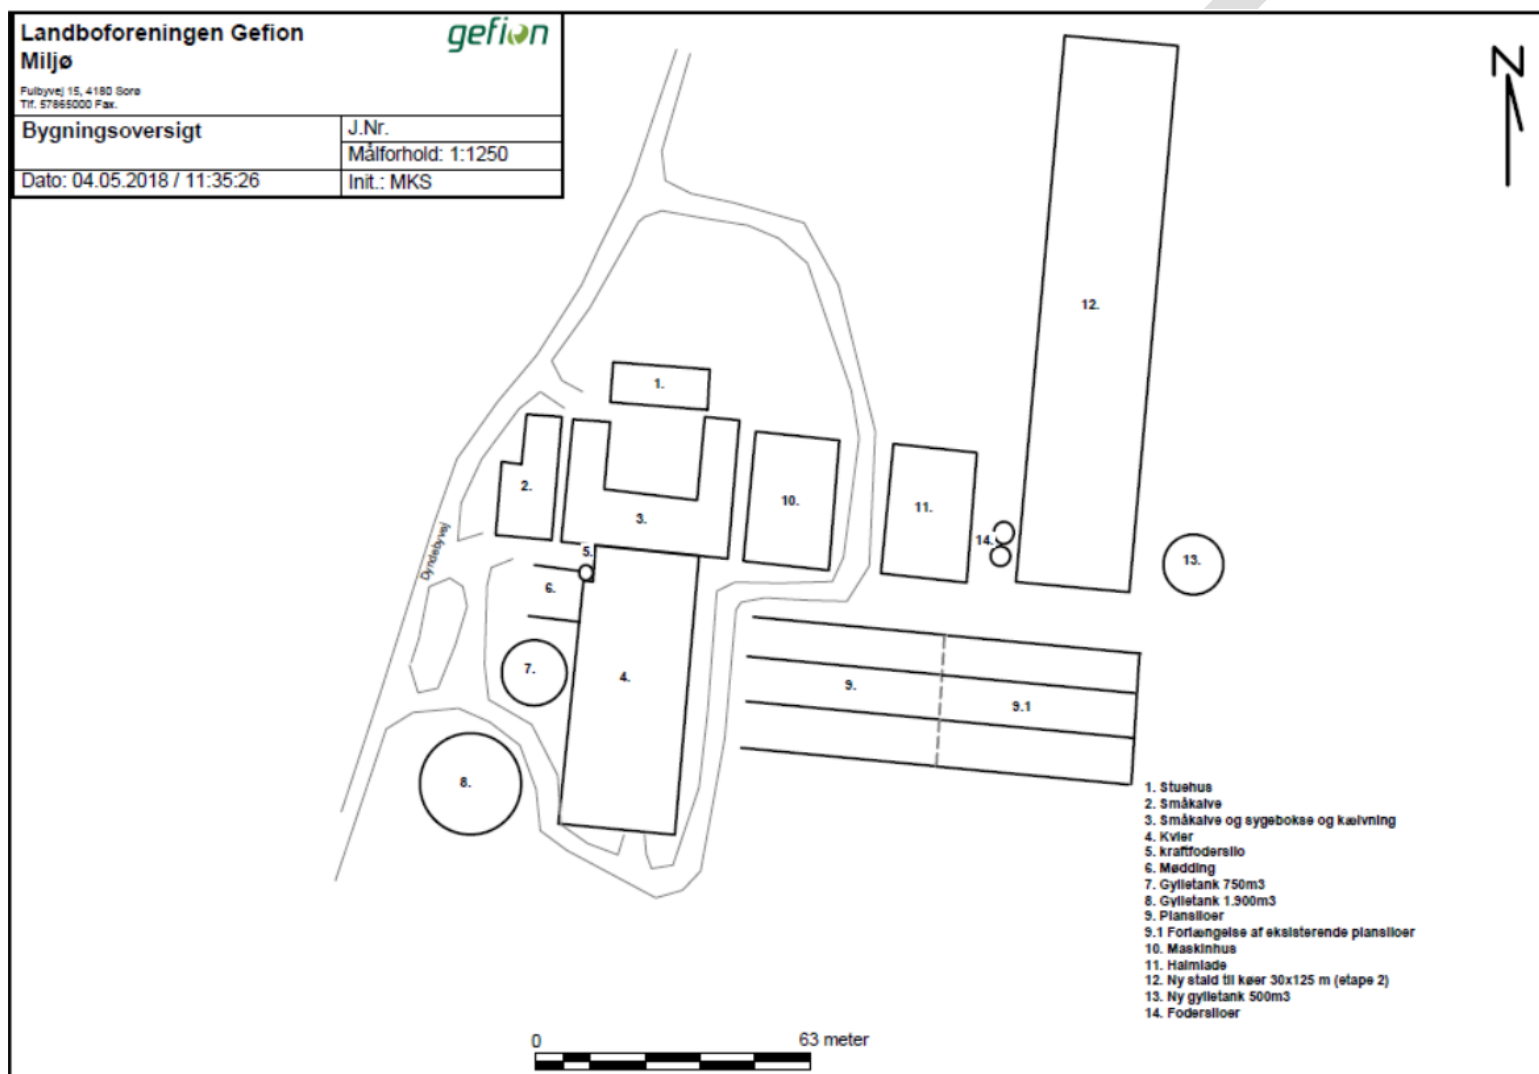 Landboforeningen Gefion
Miljø
gefion
Fulbyvej 15, 4180 Sorø
Tlf. 57865000 Fax.
Bygningsoversigt
J.Nr.
Målforhold: 1:1250
Dato: 04.05.2018 / 11:35:26
Init.: MKS
N
12.
1.
2.
3.
10.
11.
14.
13.
5.
6.
Dyndebyvej
7.
4.
9.
9.1
8.
1. Stuehus
2. Småkalve
3. Småkalve og sygebokse og kælvning
4. Kvier
5. kraftfodersilo
6. Mødding
7. Gylletank 750m3
8. Gylletank 1.900m3
9. Plansiloer
9.1 Forlængelse af eksisterende plansiloer
10. Maskinhus
11. Halmlade
12. Ny stald til køer 30x125 m (etape 2)
13. Ny gylletank 500m3
14. Fodersiloer
0
63 meter